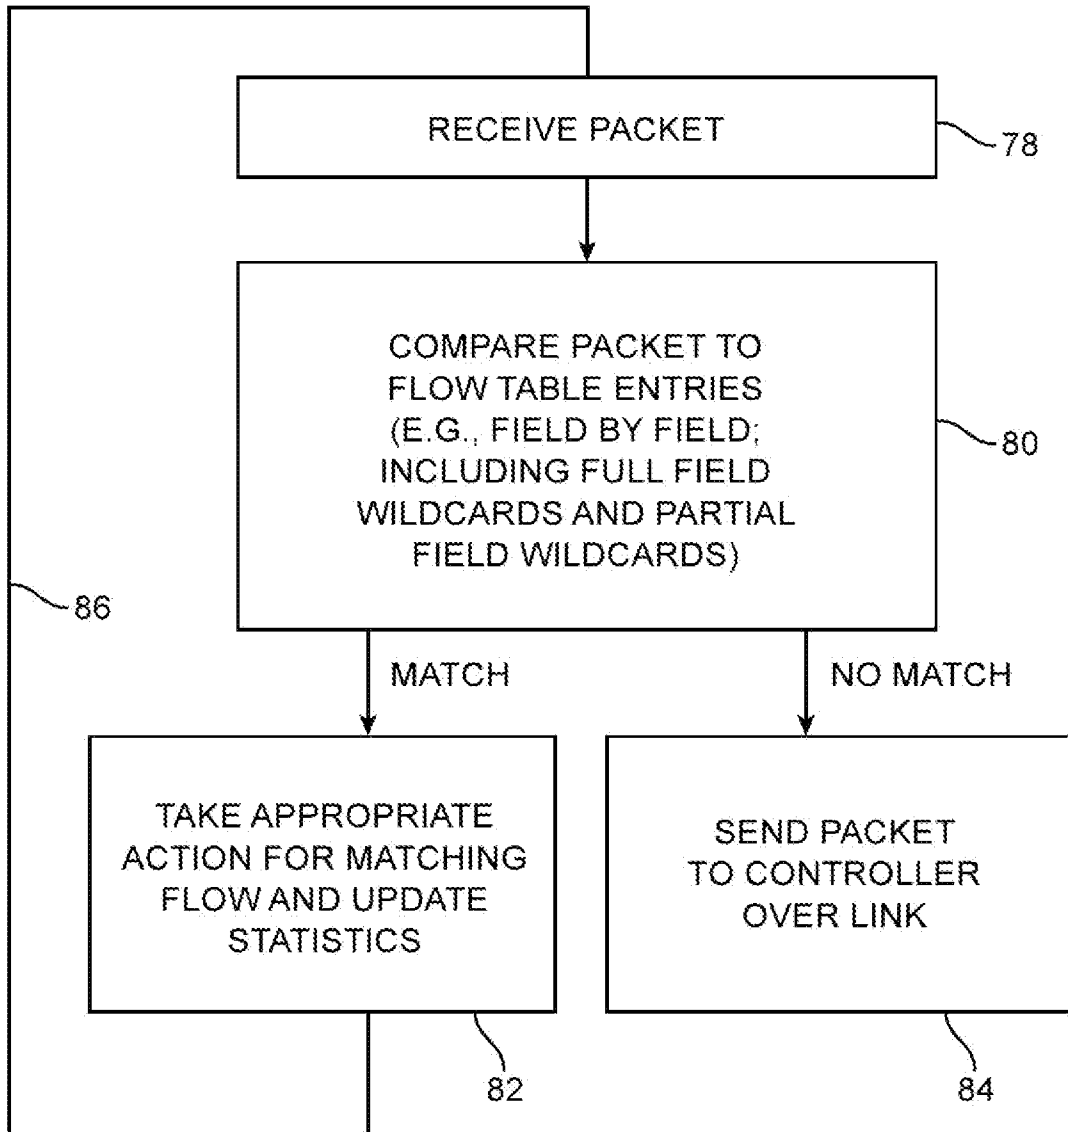 RECEIVE PACKET
78
COMPARE PACKET TO
FLOW TABLE ENTRIES
(E.G., FIELD BY FIELD;
INCLUDING FULL FIELD
WILDCARDS AND PARTIAL
FIELD WILDCARDS)
80
86
MATCH
NO MATCH
TAKE APPROPRIATE
ACTION FOR MATCHING
FLOW AND UPDATE
STATISTICS
SEND PACKET
TO CONTROLLER
OVER LINK
82
84